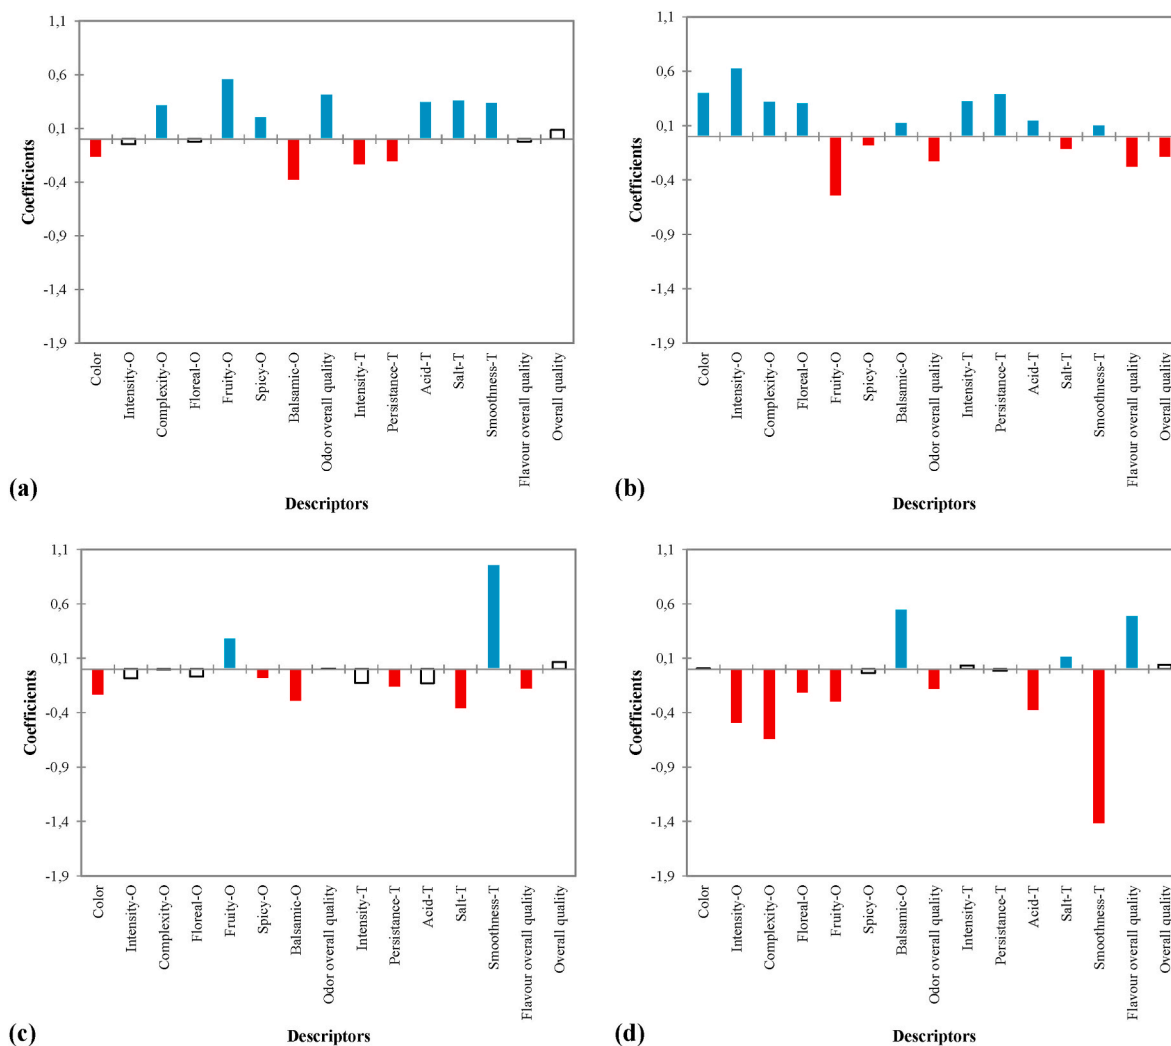 1,1
0,6
0,1
-0,4
-0,9
-1,4
-1,9
Coefficients
Color
Intensity-O
Complexity-O
Floreal-O
Fruity-O
Spicy-O
Balsamic-O
Odor overall quality
Intensity-T
Persistance-T
Acid-T
Salt-T
Smoothness-T
Flavour overall quality
Overall quality
(a)
Descriptors
1,1
0,6
0,1
-0,4
-0,9
-1,4
-1,9
Coefficients
Color
Intensity-O
Complexity-O
Floreal-O
Fruity-O
Spicy-O
Balsamic-O
Odor overall quality
Intensity-T
Persistance-T
Acid-T
Salt-T
Smoothness-T
Flavour overall quality
Overall quality
(b)
Descriptors
1,1
0,6
0,1
-0,4
-0,9
-1,4
-1,9
Coefficients
Color
Intensity-O
Complexity-O
Floreal-O
Fruity-O
Spicy-O
Balsamic-O
Odor overall quality
Intensity-T
Persistance-T
Acid-T
Salt-T
Smoothness-T
Flavour overall quality
Overall quality
(c)
Descriptors
1,1
0,6
0,1
-0,4
-0,9
-1,4
-1,9
Coefficients
Color
Intensity-O
Complexity-O
Floreal-O
Fruity-O
Spicy-O
Balsamic-O
Odor overall quality
Intensity-T
Persistance-T
Acid-T
Salt-T
Smoothness-T
Flavour overall quality
Overall quality
(d)
Descriptors